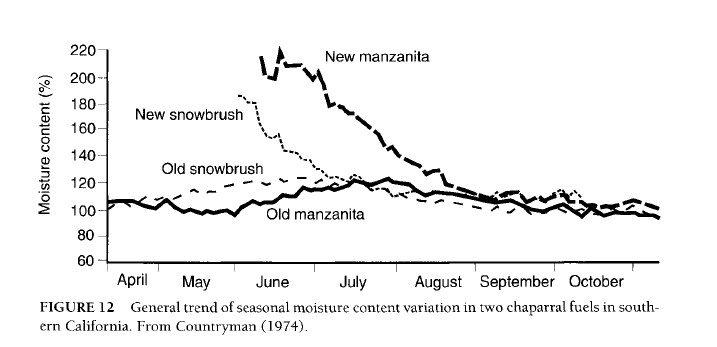 220
200
180
160
140
120
100
80
60
Moisture content (%)
New manzanita
New snowbrush
Old snowbrush
Old manzanita
April May June July August September October
FIGURE 12 General trend of seasonal moisture content variation in two chaparral fuels in south-
ern California. From Countryman (1974).